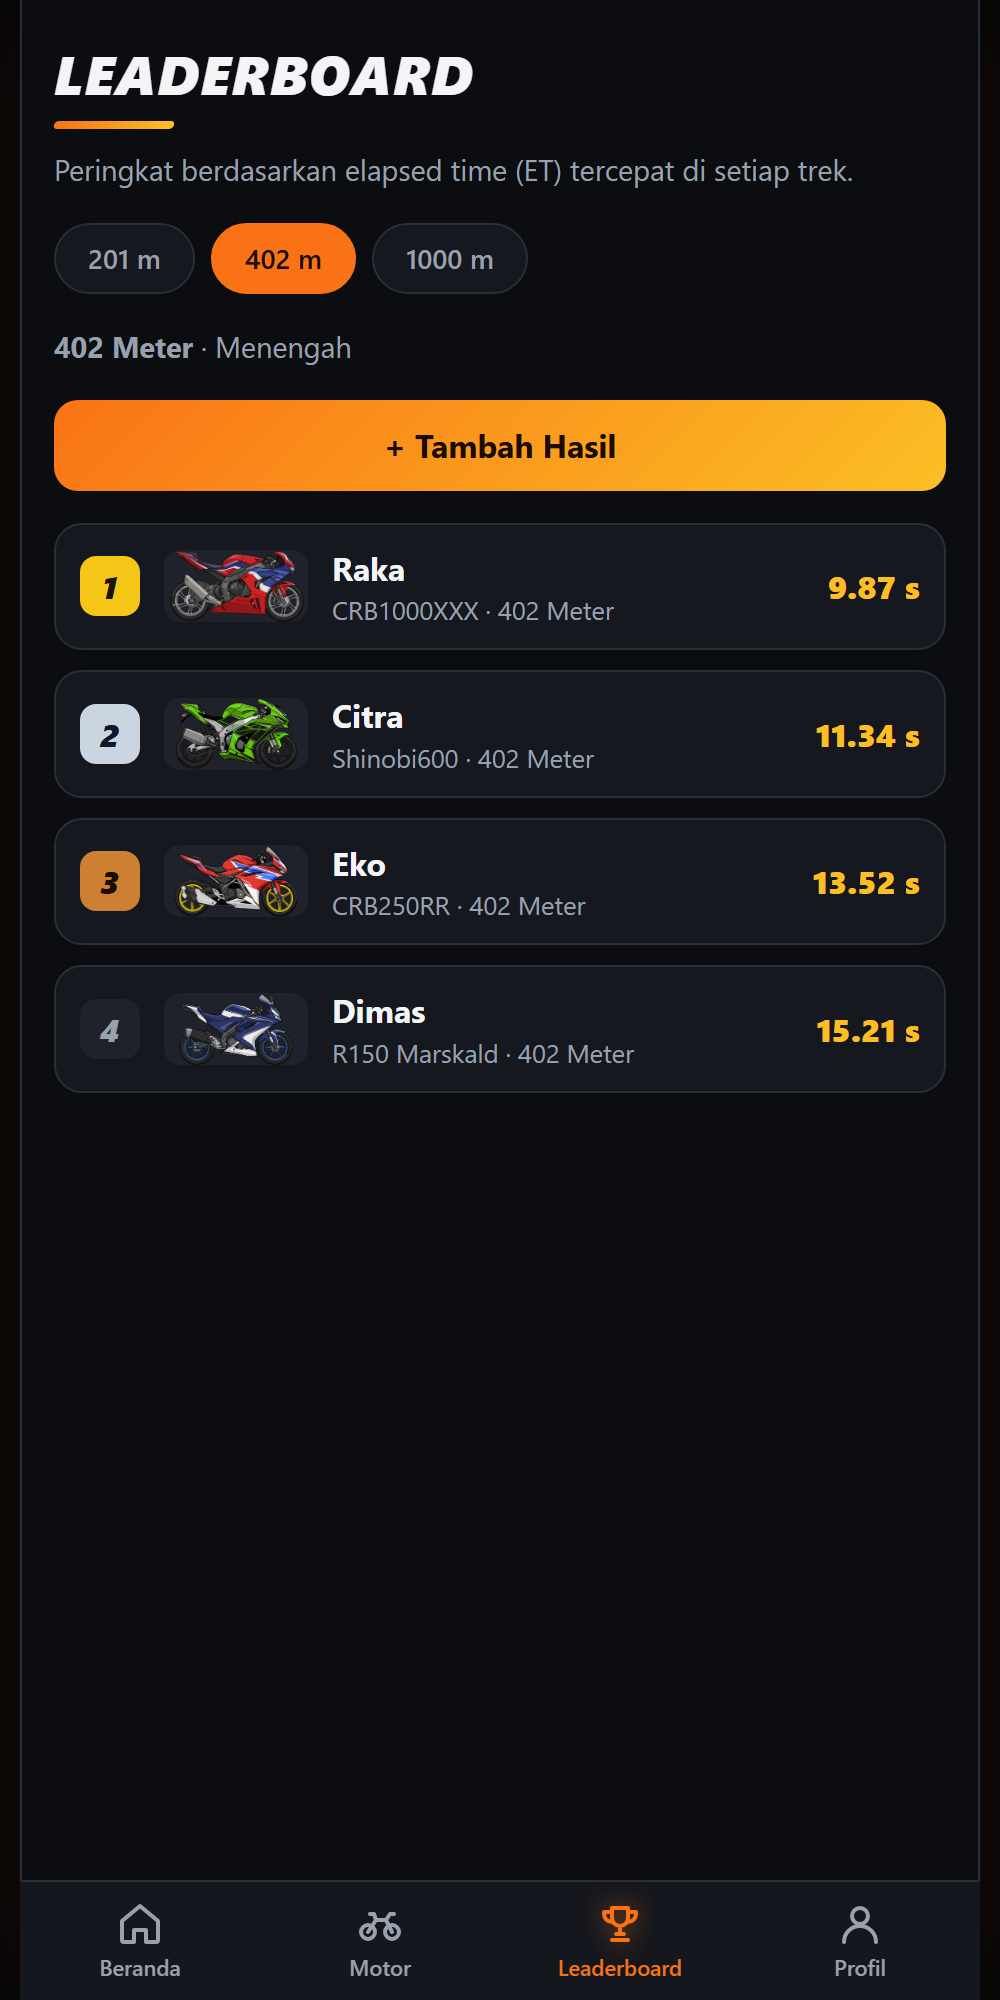 LEADERBOARD
Peringkat berdasarkan elapsed time (ET) tercepat di setiap trek.
201 m
402 m
1000 m
402 Meter · Menengah
+ Tambah Hasil
1
Raka
CRB1000XXX · 402 Meter
9.87 s
2
Citra
Shinobi600 · 402 Meter
11.34 s
3
Eko
CRB250RR · 402 Meter
13.52 s
4
Dimas
R150 Marskald · 402 Meter
15.21 s
Beranda
Motor
Leaderboard
Profil